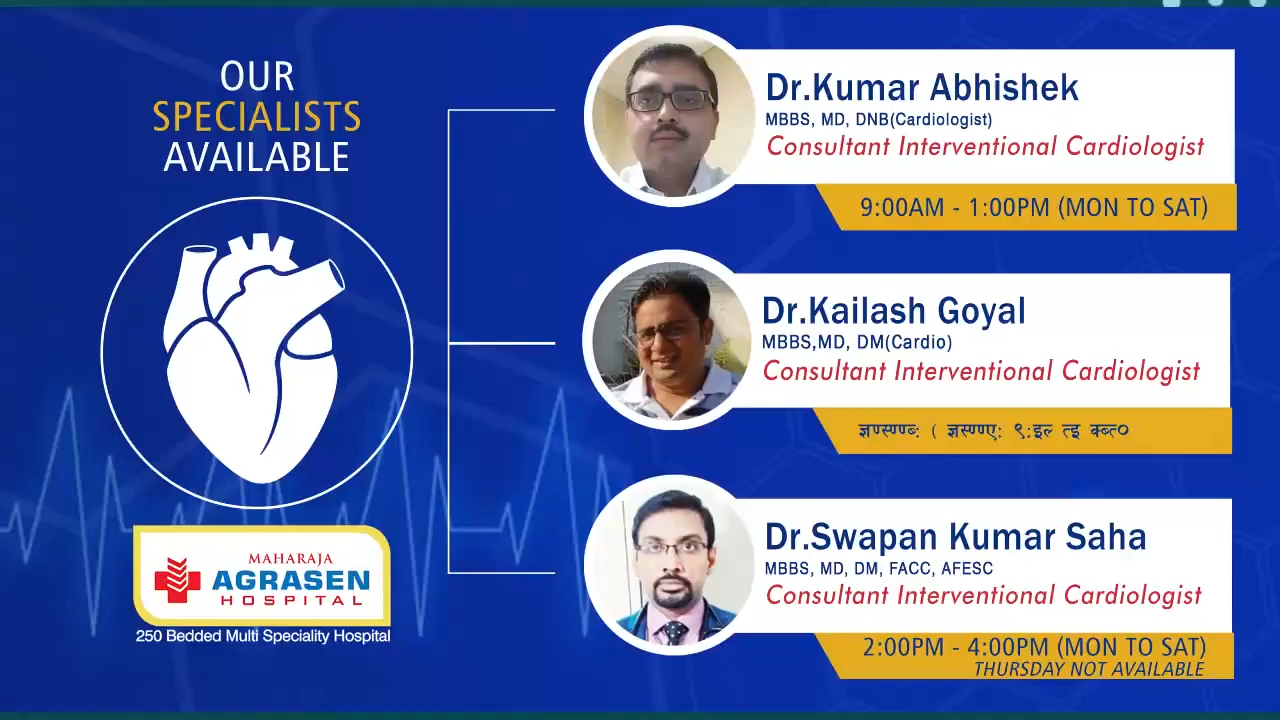 OUR
SPECIALISTS
AVAILABLE
MAHARAJA
AGRASEN
HOSPITAL
250 Bedded Multi Speciality Hospital
Dr.Kumar Abhishek
MBBS, MD, DNB(Cardiologist)
Consultant Interventional Cardiologist
9:00AM - 1:00PM (MON TO SAT)
Dr.Kailash Goyal
MBBS,MD, DM(Cardio)
Consultant Interventional Cardiologist
Dr.Swapan Kumar Saha
MBBS, MD, DM, FACC, AFESC
Consultant Interventional Cardiologist
2:00PM - 4:00PM (MON TO SAT)
THURSDAY NOT AVAILABLE